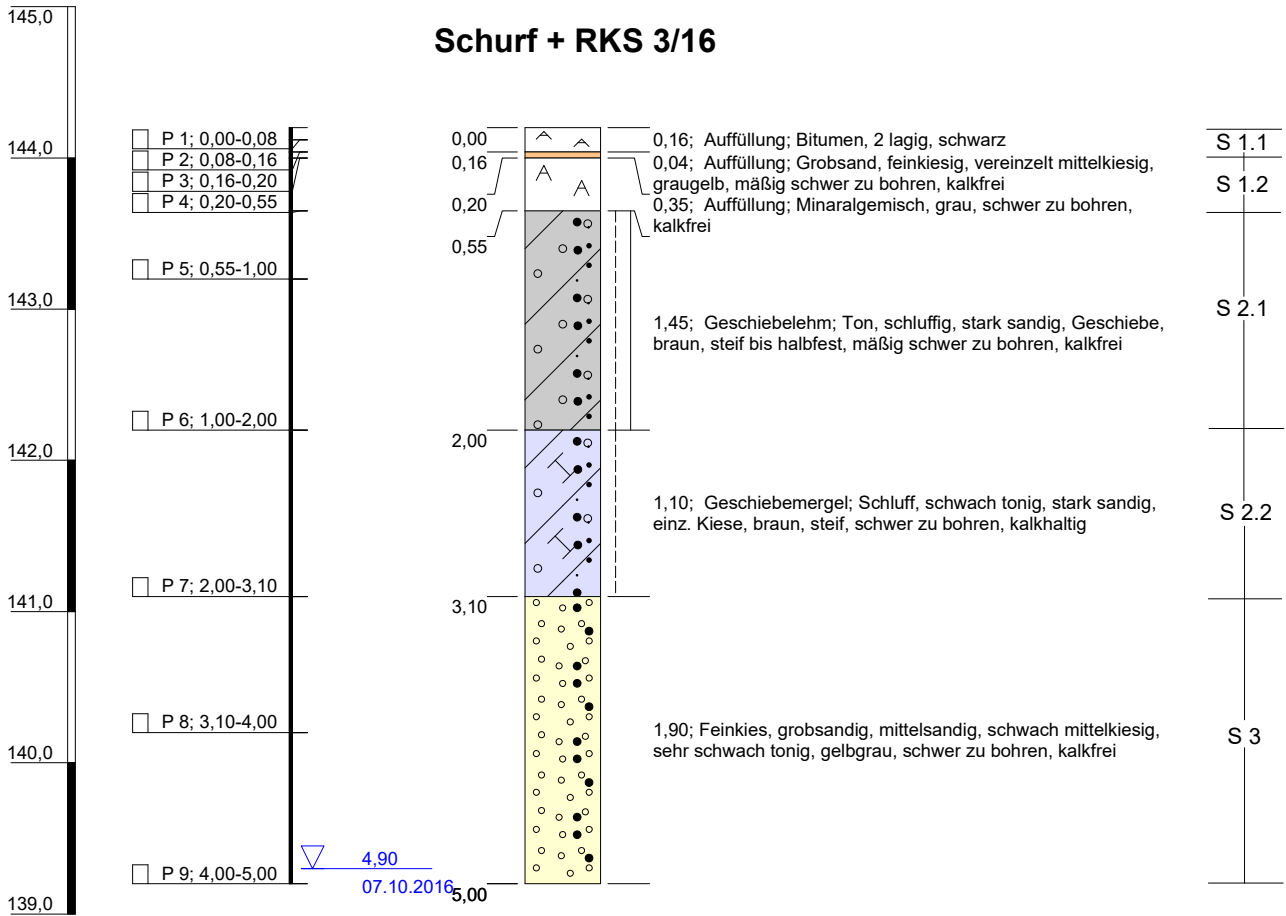 Schurf + RKS 3/16
145,0
144,0
143,0
142,0
141,0
140,0
139,0
P 1; 0,00-0,08
P 2; 0,08-0,16
P 3; 0,16-0,20
P 4; 0,20-0,55
P 5; 0,55-1,00
P 6; 1,00-2,00
P 7; 2,00-3,10
P 8; 3,10-4,00
P 9; 4,00-5,00
4,90
07.10.2016
0,00
0,16
0,20
0,55
2,00
3,10
5,00
0,16; Auffüllung; Bitumen, 2 lagig, schwarz
0,04; Auffüllung; Grobsand, feinkiesig, vereinzelt mittelkiesig,
graugelb, mäßig schwer zu bohren, kalkfrei
0,35; Auffüllung; Minaralgemisch, grau, schwer zu bohren,
kalkfrei
1,45; Geschiebelehm; Ton, schluffig, stark sandig, Geschiebe,
braun, steif bis halbfest, mäßig schwer zu bohren, kalkfrei
1,10; Geschiebemergel; Schluff, schwach tonig, stark sandig,
einz. Kiese, braun, steif, schwer zu bohren, kalkhaltig
1,90; Feinkies, grobsandig, mittelsandig, schwach mittelkiesig,
sehr schwach tonig, gelbgrau, schwer zu bohren, kalkfrei
S 1.1
S 1.2
S 2.1
S 2.2
S 3